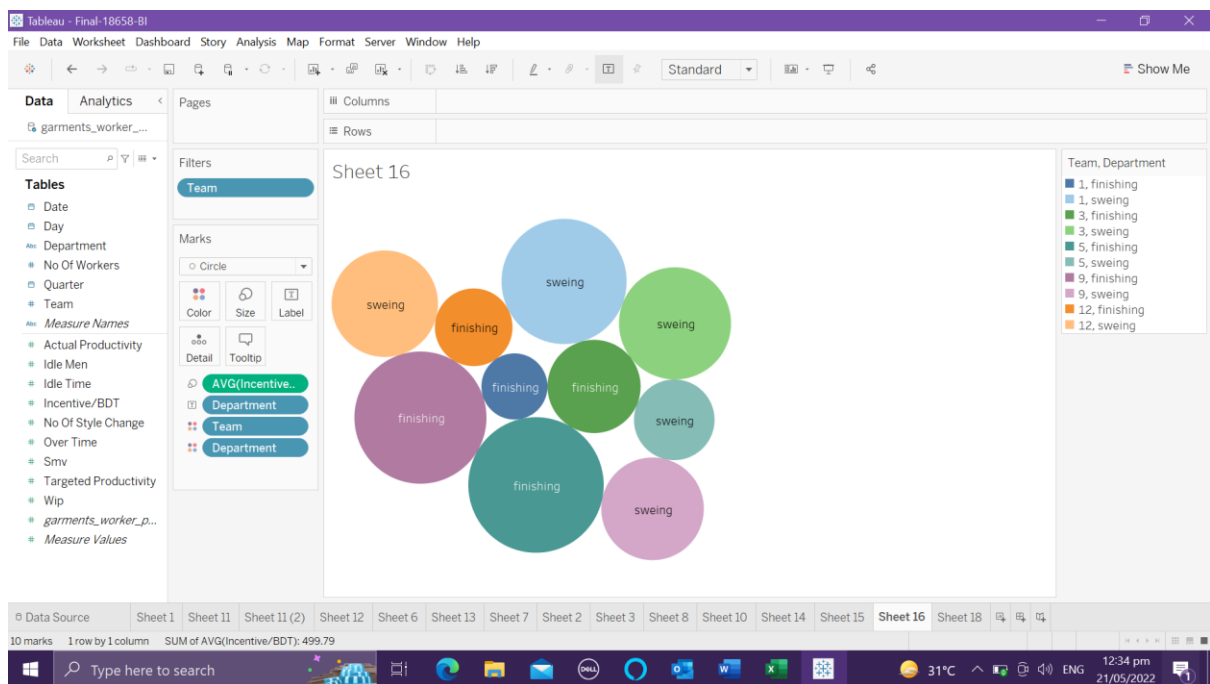 Tableau - Final-18658-BI
File Data Worksheet Dashboard Story Analysis Map Format Server Window Help
Standard
Show Me
Data Analytics
Pages
Columns
garments_worker_...
Rows
Search
Filters
Sheet 16
Team, Department
Tables
Team
1, finishing
Date
1, sweing
Day
3, finishing
Abc Department
Marks
3, sweing
# No Of Workers
Circle
5, finishing
Quarter
5, sweing
# Team
Color Size Label
9, finishing
Abc Measure Names
9, sweing
# Actual Productivity
12, finishing
# Idle Men
Detail Tooltip
12, sweing
# Idle Time
AVG(Incentive..
# Incentive/BDT
Department
# No Of Style Change
Team
# Over Time
Department
# Smv
# Targeted Productivity
# Wip
# garments_worker_p...
# Measure Values
sweing
sweing
sweing
finishing
finishing
finishing
finishing
sweing
finishing
sweing
Data Source Sheet 1 Sheet 11 Sheet 11 (2) Sheet 12 Sheet 6 Sheet 13 Sheet 7 Sheet 2 Sheet 3 Sheet 8 Sheet 10 Sheet 14 Sheet 15 Sheet 16 Sheet 18
10 marks 1 row by 1 column SUM of AVG(Incentive/BDT): 499.79
Type here to search
DELL
31°C
ENG
12:34 pm
21/05/2022
1